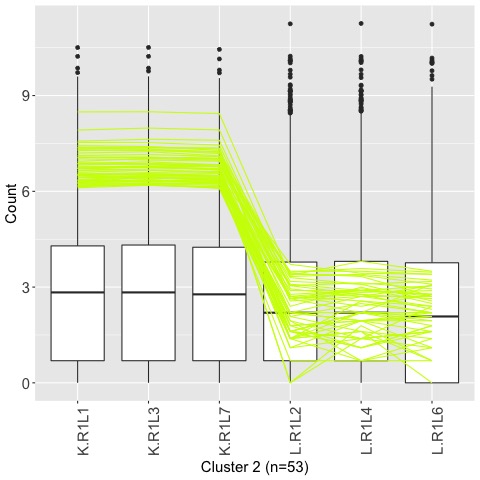 Count
9
6
3
0
K.R1L1
K.R1L3
K.R1L7
L.R1L2
L.R1L4
L.R1L6
Cluster 2 (n=53)